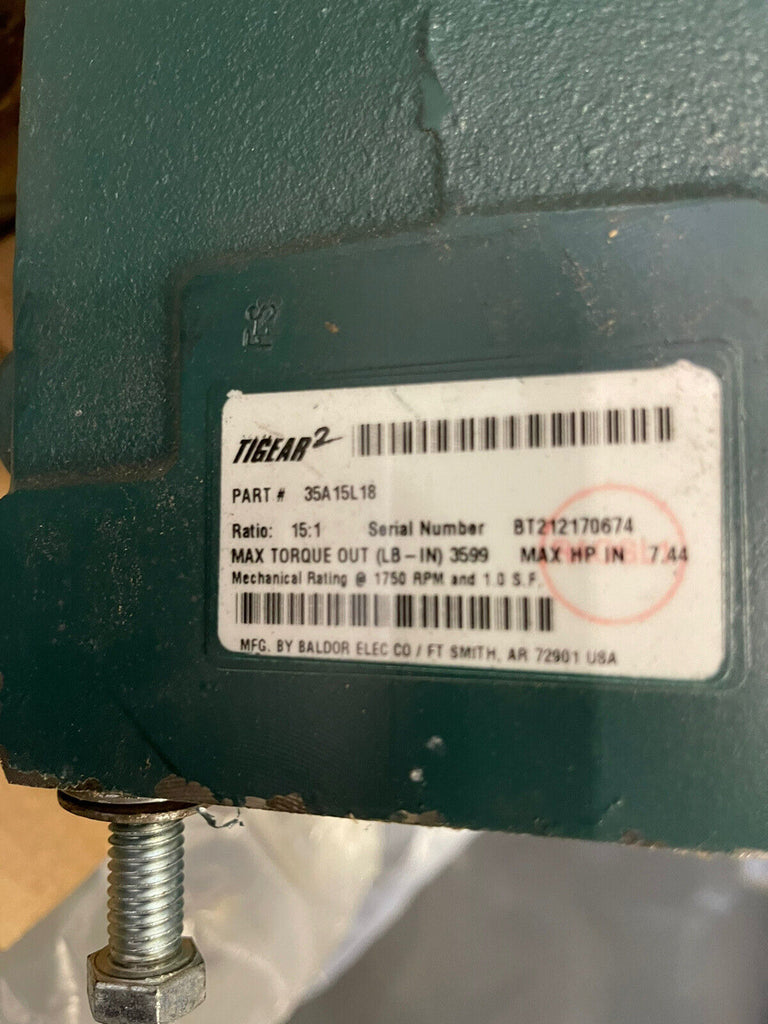 TIGEAR 2
PART # 35A15L18
Ratio: 15:1 Serial Number BT212170674
MAX TORQUE OUT (LB-IN) 3599 MAX HP IN 7.44
Mechanical Rating @ 1750 RPM and 1.0 S.F.
MFG. BY BALDOR ELEC CO / FT SMITH, AR 72901 USA